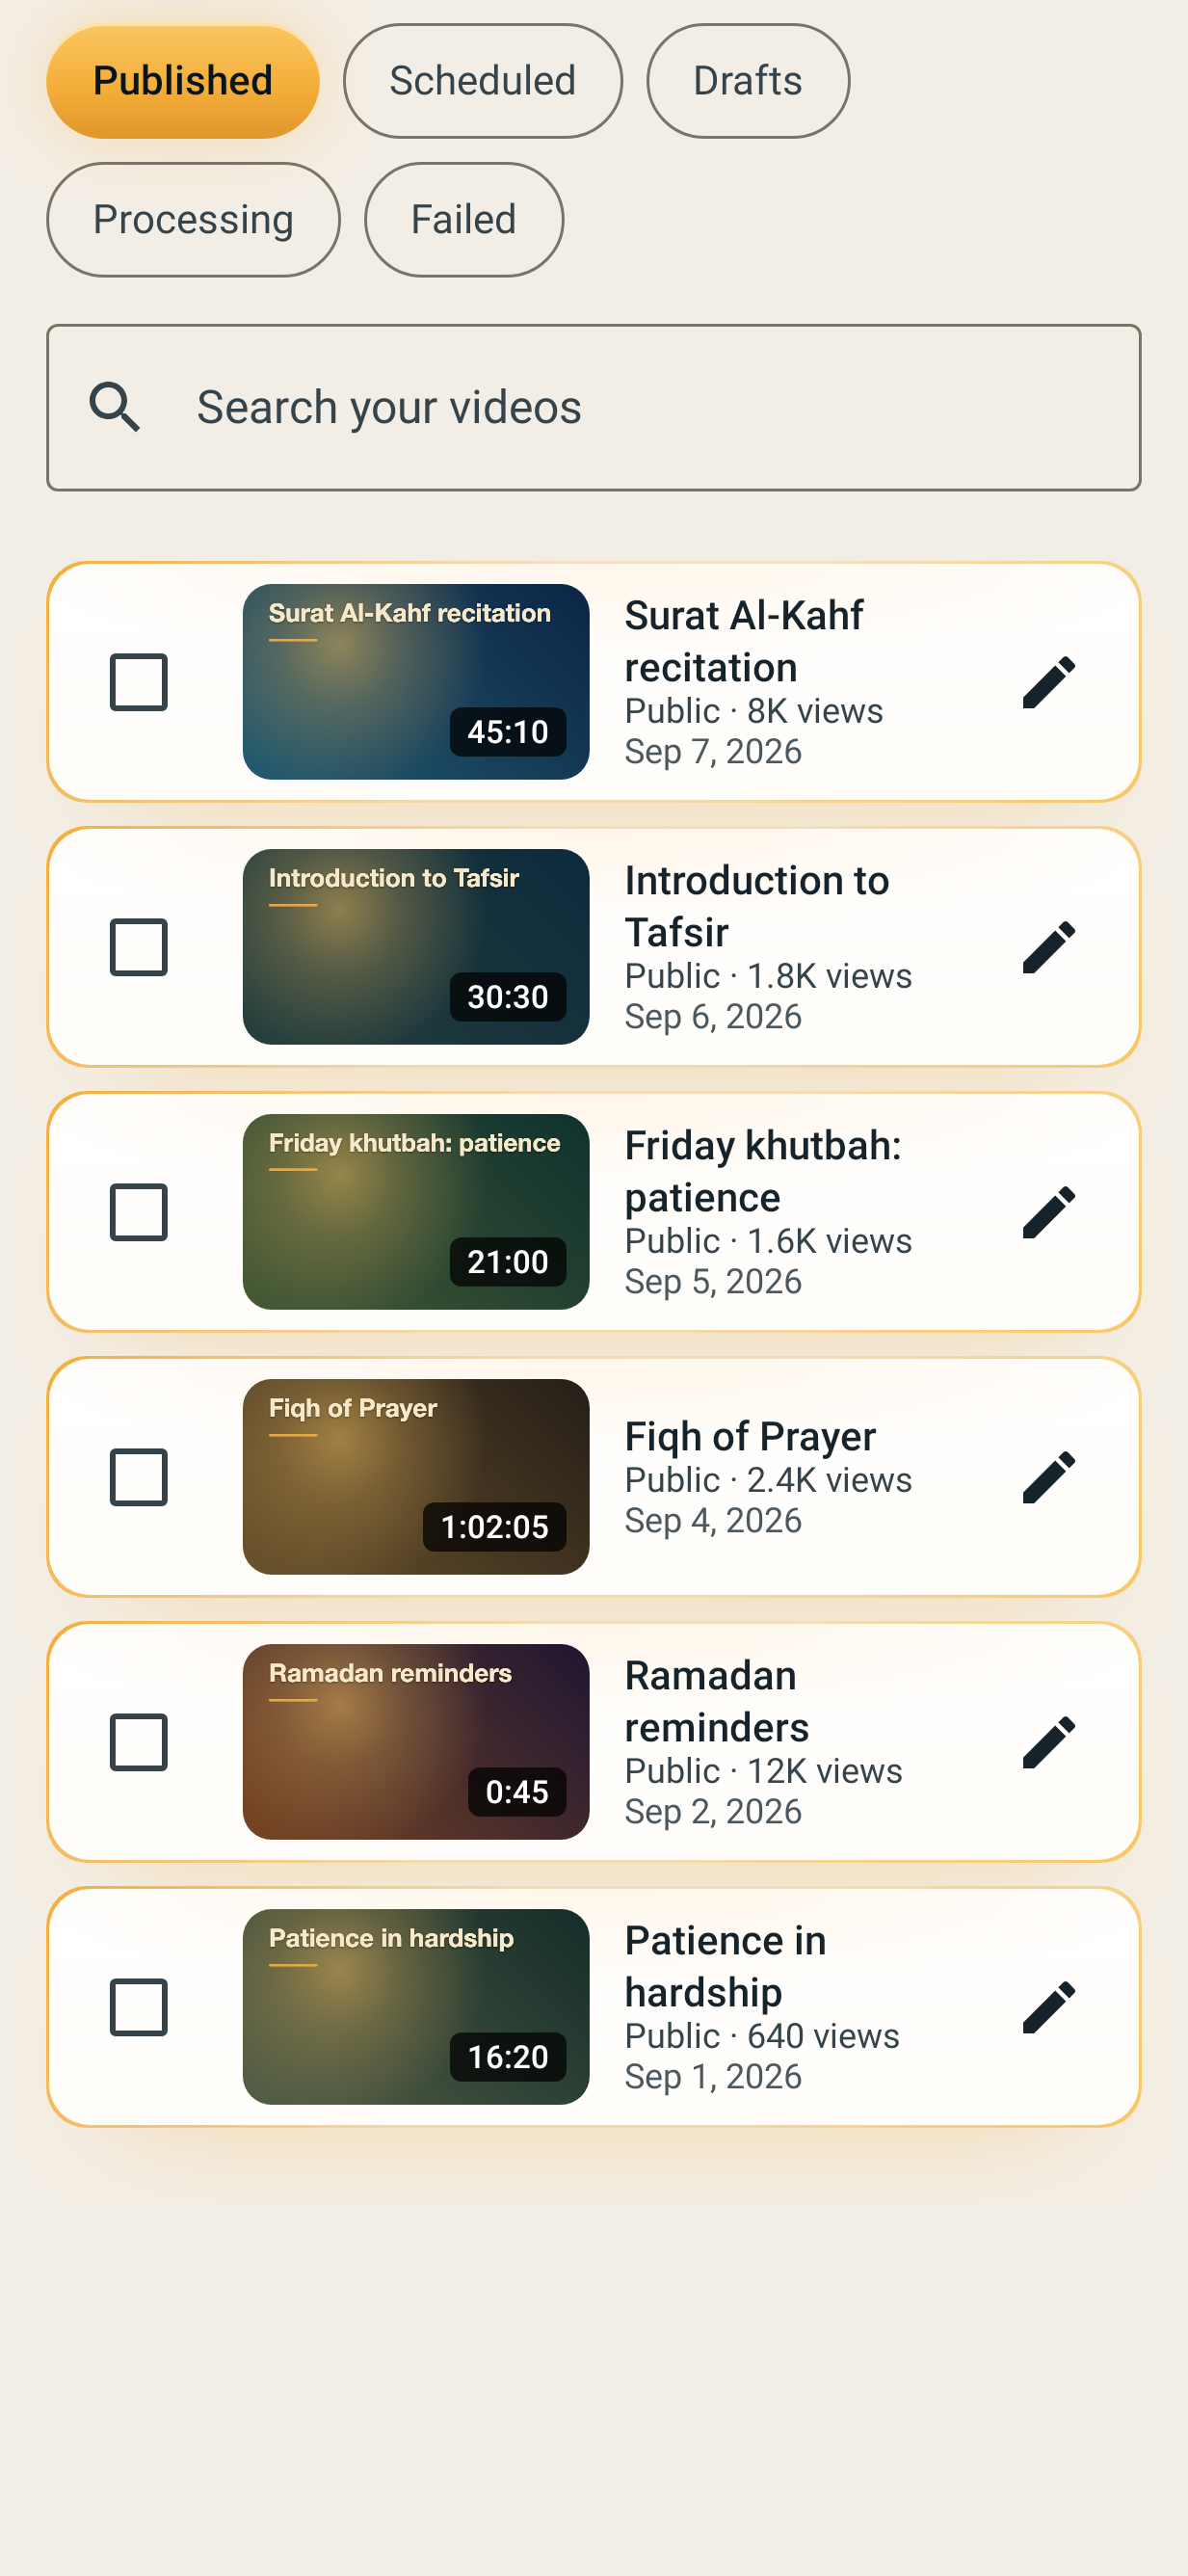 Published
Scheduled
Drafts
Processing
Failed
Search your videos
Surat Al-Kahf recitation
45:10
Surat Al-Kahf
recitation
Public · 8K views
Sep 7, 2026
Introduction to Tafsir
30:30
Introduction to
Tafsir
Public · 1.8K views
Sep 6, 2026
Friday khutbah: patience
21:00
Friday khutbah:
patience
Public · 1.6K views
Sep 5, 2026
Fiqh of Prayer
1:02:05
Fiqh of Prayer
Public · 2.4K views
Sep 4, 2026
Ramadan reminders
0:45
Ramadan
reminders
Public · 12K views
Sep 2, 2026
Patience in hardship
16:20
Patience in
hardship
Public · 640 views
Sep 1, 2026